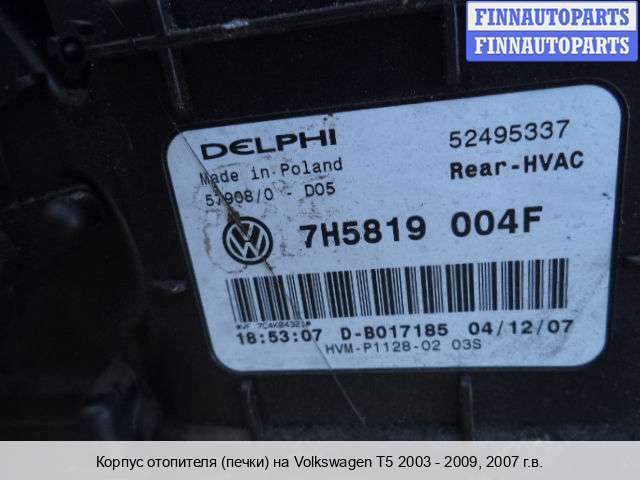 FINNAUTOPARTS
FINNAUTOPARTS
DELPHI
52495337
Made in Poland
Rear-HVAC
57908/0 - D05
7H5819 004F
18:53:07 D-B017185 04/12/07
HVM-P1128-02 03S
Корпус отопителя (печки) на Volkswagen T5 2003 - 2009, 2007 г.в.